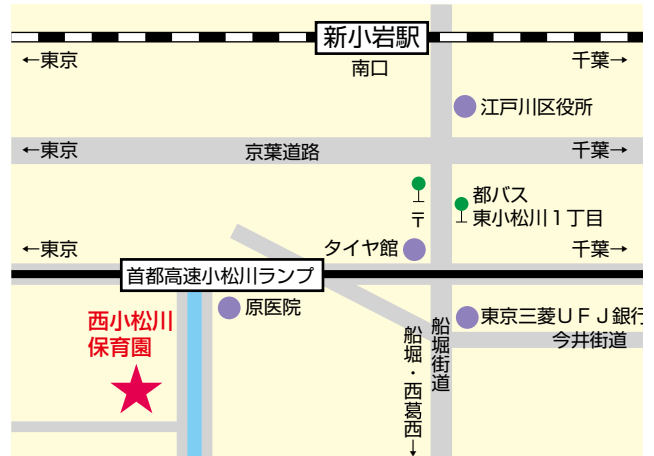 新小岩駅
←東京
南口
千葉→
江戸川区役所
←東京
京葉道路
千葉→
〒
都バス
東小松川1丁目
←東京
タイヤ館
千葉→
首都高速小松川ランプ
原医院
西小松川
保育園
東京三菱UFJ銀行
今井街道
船堀街道
船堀・西葛西→